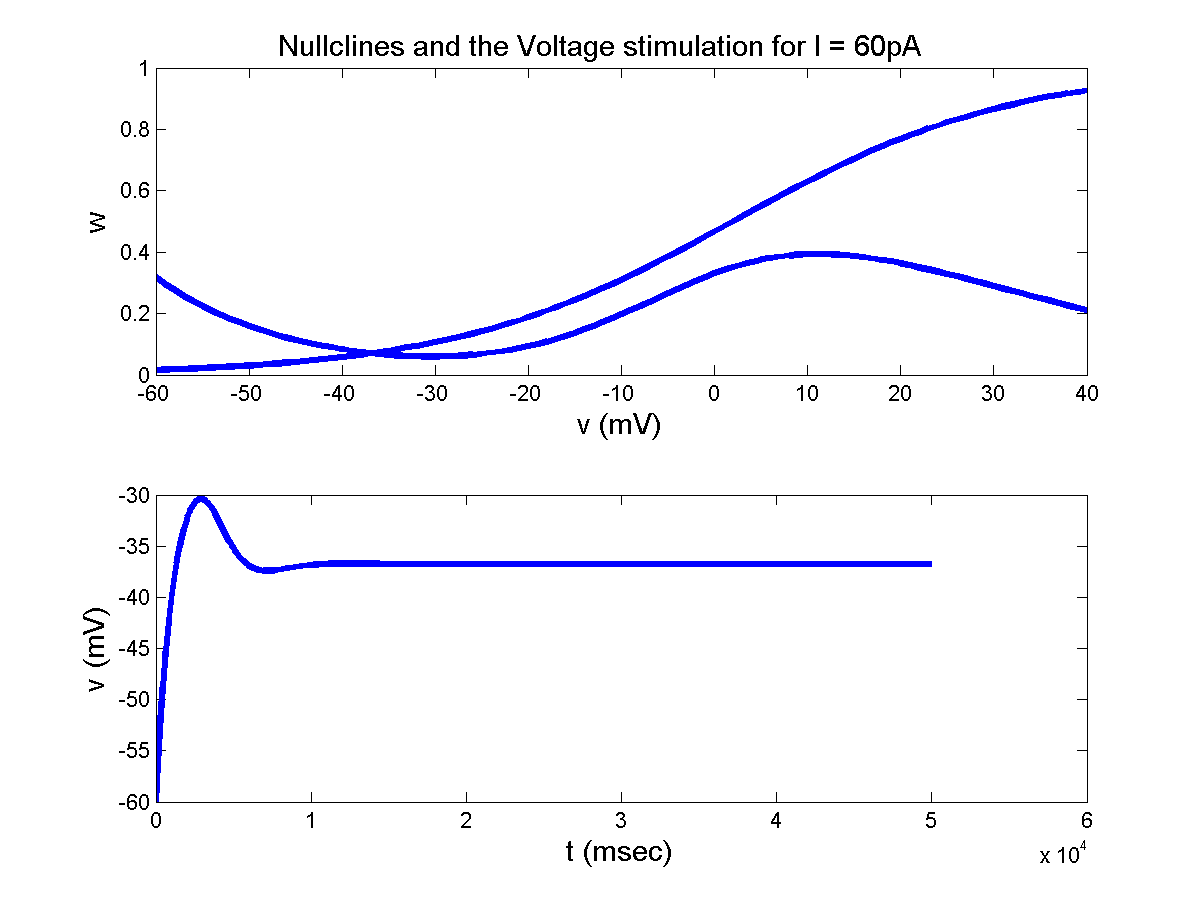 Nullclines and the Voltage stimulation for I = 60pA
1
0.8
0.6
0.4
0.2
0
w
-60 -50 -40 -30 -20 -10 0 10 20 30 40
v (mV)
-30
-35
-40
-45
-50
-55
-60
v (mV)
0 1 2 3 4 5 6
t (msec)
x 10^4